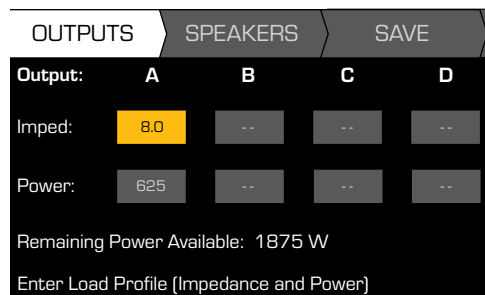 OUTPUTS SPEAKERS SAVE
Output: A B C D
Imped: 8.0 -- -- --
Power: 625 -- -- --
Remaining Power Available: 1875 W
Enter Load Profile (Impedance and Power)